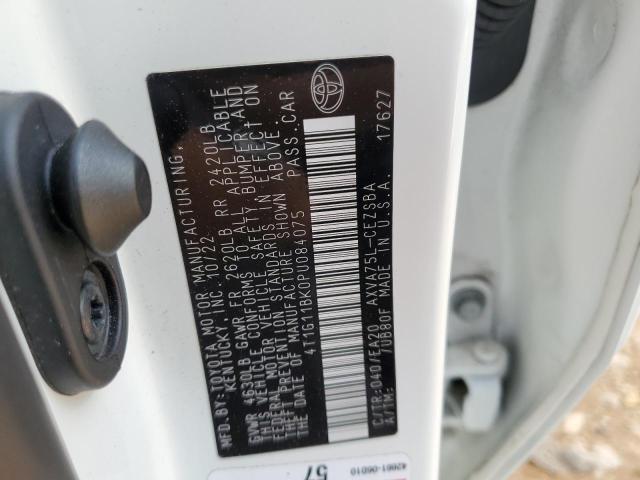 MFD.BY:TOYOTA MOTOR MANUFACTURING,
KENTUCKY, INC. 10/22
GVWR 4630LB GAWR FR 2620LB RR 2420LB
THIS VEHICLE CONFORMS TO ALL APPLICABLE
FEDERAL MOTOR VEHICLE SAFETY, BUMPER, AND
THEFT PREVENTION STANDARDS IN EFFECT ON
THE DATE OF MANUFACTURE SHOWN ABOVE.
4T1G11BK0PU084075 PASS.CAR
C/TR:040/EA20 AXVA75L-CEZSBA
A/TM: /UB80F MADE IN U.S.A. 17627
57
42661-06D10